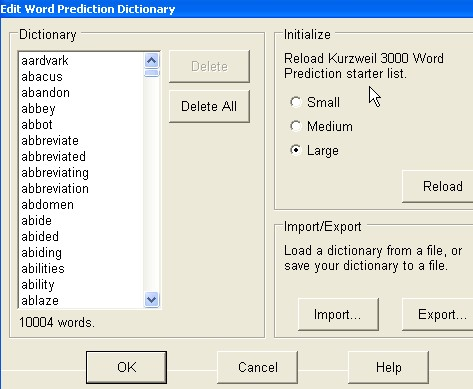 Edit Word Prediction Dictionary
Dictionary
aardvark
abacus
abandon
abbey
abbot
abbreviate
abbreviated
abbreviating
abbreviation
abdomen
abide
abided
abiding
abilities
ability
ablaze
10004 words.
Delete
Delete All
Initialize
Reload Kurzweil 3000 Word
Prediction starter list.
Small
Medium
Large
Reload
Import/Export
Load a dictionary from a file, or
save your dictionary to a file.
Import...
Export...
OK
Cancel
Help